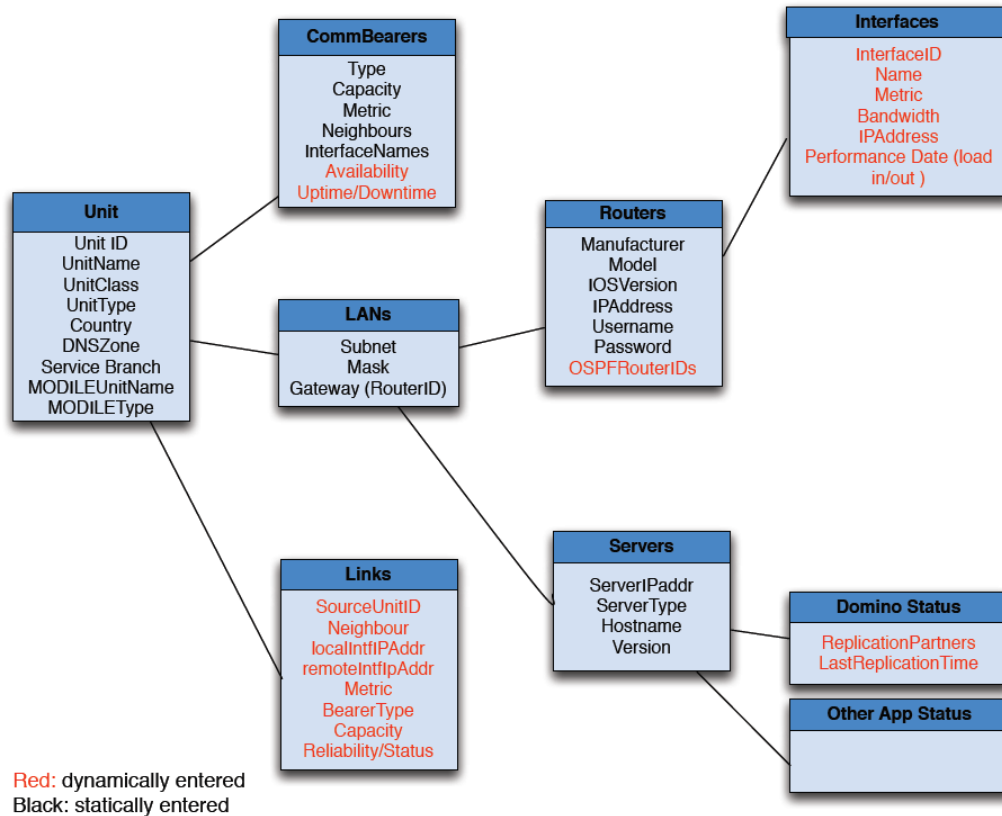 CommBearers
Type
Capacity
Metric
Neighbours
InterfaceNames
Availability
Uptime/Downtime
Interfaces
InterfaceID
Name
Metric
Bandwidth
IPAddress
Performance Date (load
in/out )
Unit
Unit ID
UnitName
UnitClass
UnitType
Country
DNSZone
Service Branch
MODILEUnitName
MODILEType
LANs
Subnet
Mask
Gateway (RouterID)
Routers
Manufacturer
Model
IOSVersion
IPAddress
Username
Password
OSPFRouterIDs
Links
SourceUnitID
Neighbour
localIntfIPAddr
remoteIntfIpAddr
Metric
BearerType
Capacity
Reliability/Status
Servers
ServerIPaddr
ServerType
Hostname
Version
Domino Status
ReplicationPartners
LastReplicationTime
Other App Status
Red: dynamically entered
Black: statically entered